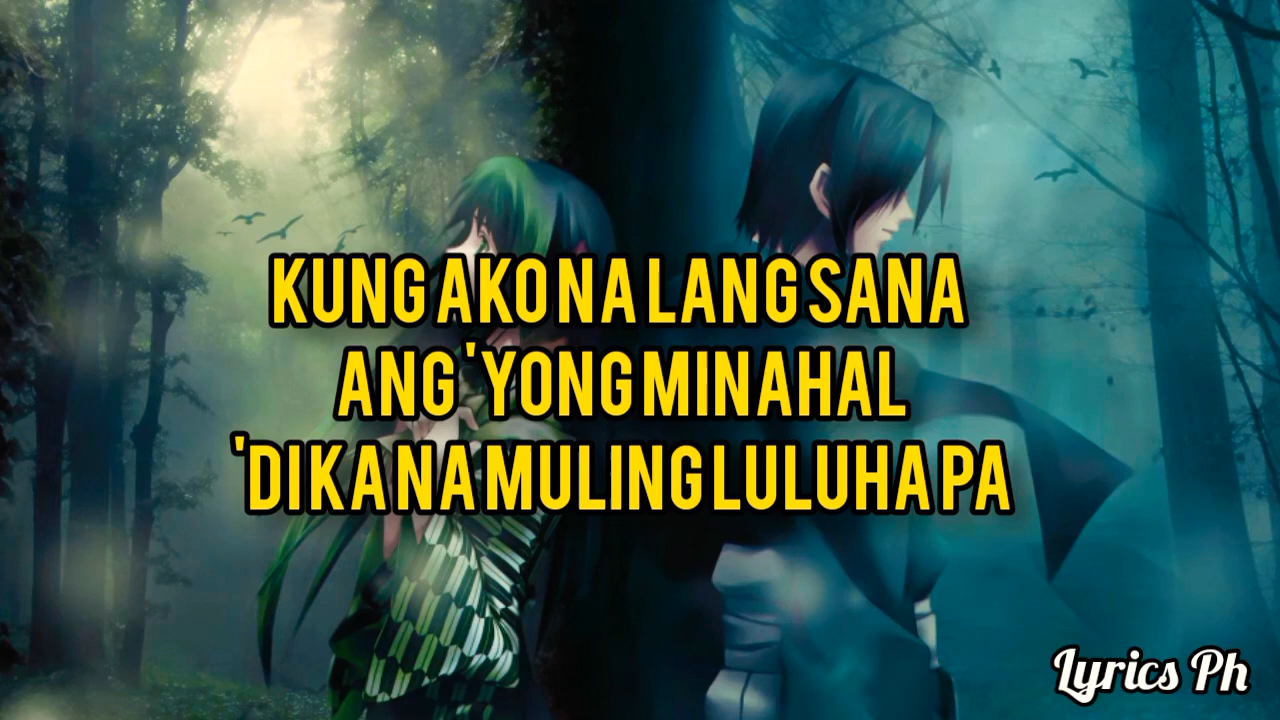 KUNG AKO NA LANG SANA
ANG 'YONG MINAHAL
'DI KA NA MULING LULUHA PA
Lyrics Ph